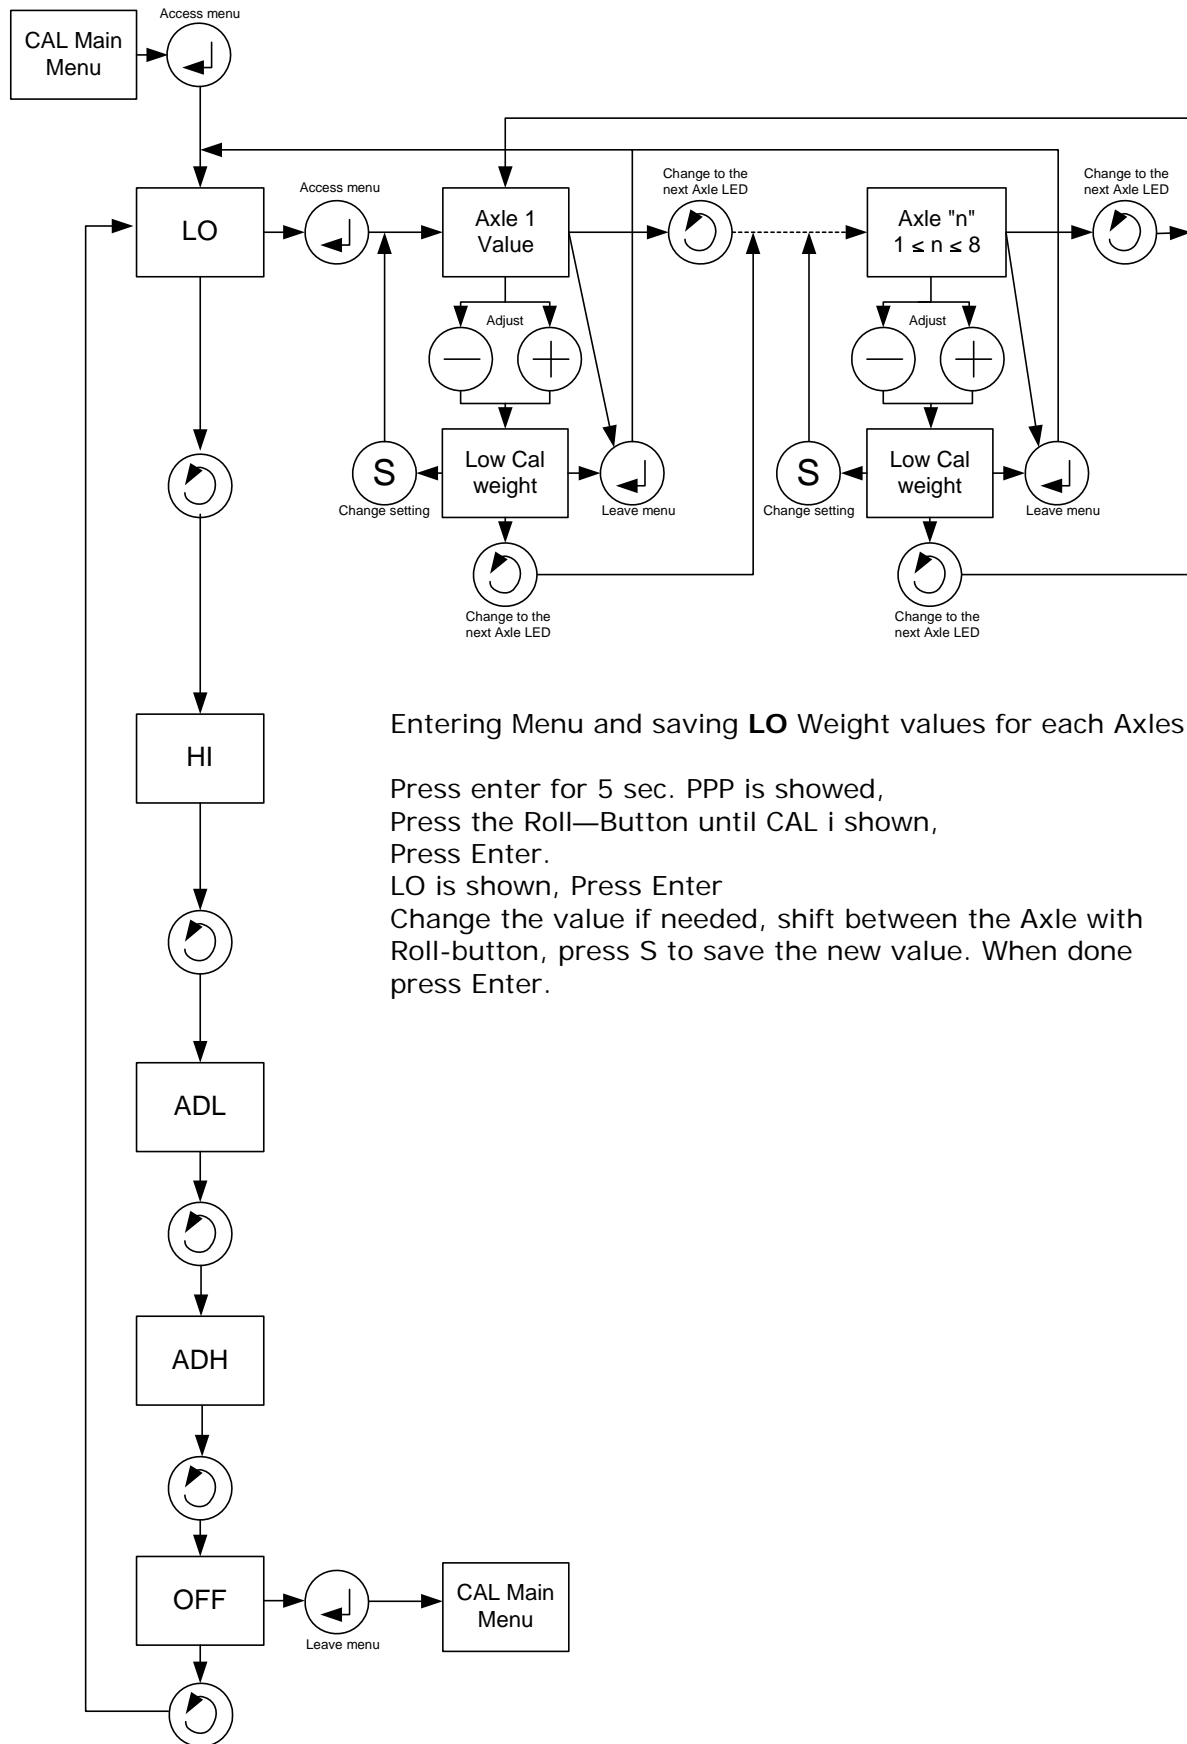 Access menu
CAL Main
Menu
LO
Access menu
Axle 1
Value
Change to the
next Axle LED
Axle "n"
1 ≤ n ≤ 8
Change to the
next Axle LED
Adjust
Adjust
S
Change setting
Low Cal
weight
Leave menu
S
Change setting
Low Cal
weight
Leave menu
Change to the
next Axle LED
Change to the
next Axle LED
HI
Entering Menu and saving LO Weight values for each Axles
Press enter for 5 sec. PPP is showed,
Press the Roll—Button until CAL i shown,
Press Enter.
LO is shown, Press Enter
Change the value if needed, shift between the Axle with
Roll-button, press S to save the new value. When done
press Enter.
ADL
ADH
OFF
Leave menu
CAL Main
Menu